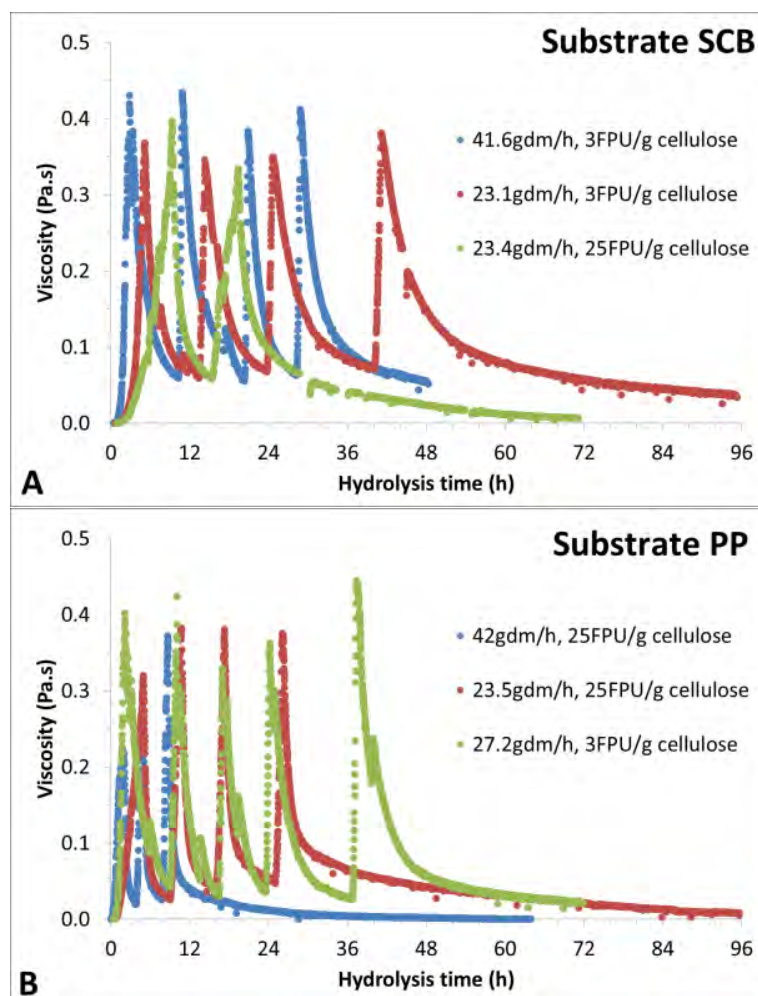 Substrate SCB
0.5
0.4
0.3
0.2
0.1
0.0
Viscosity (Pa.s)
41.6gdm/h, 3FPU/g cellulose
23.1gdm/h, 3FPU/g cellulose
23.4gdm/h, 25FPU/g cellulose
0 12 24 36 48 60 72 84 96
Hydrolysis time (h)
A
Substrate PP
0.5
0.4
0.3
0.2
0.1
0.0
Viscosity (Pa.s)
42gdm/h, 25FPU/g cellulose
23.5gdm/h, 25FPU/g cellulose
27.2gdm/h, 3FPU/g cellulose
0 12 24 36 48 60 72 84 96
Hydrolysis time (h)
B